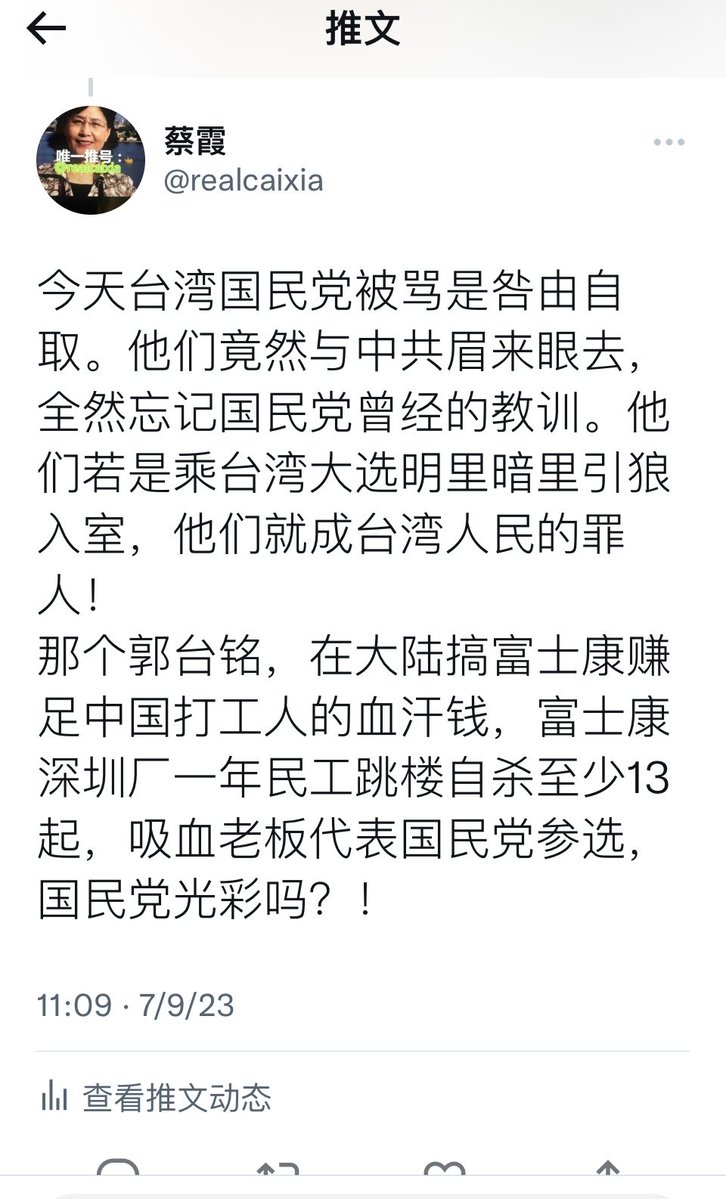 推文
唯一推号：
@realcaixia
蔡霞
@realcaixia
今天台湾国民党被骂是咎由自
取。他们竟然与中共眉来眼去，
全然忘记国民党曾经的教训。他
们若是乘台湾大选明里暗里引狼
入室，他们就成台湾人民的罪
人！
那个郭台铭，在大陆搞富士康赚
足中国打工人的血汗钱，富士康
深圳厂一年民工跳楼自杀至少13
起，吸血老板代表国民党参选，
国民党光彩吗？！
11:09 · 7/9/23
查看推文动态